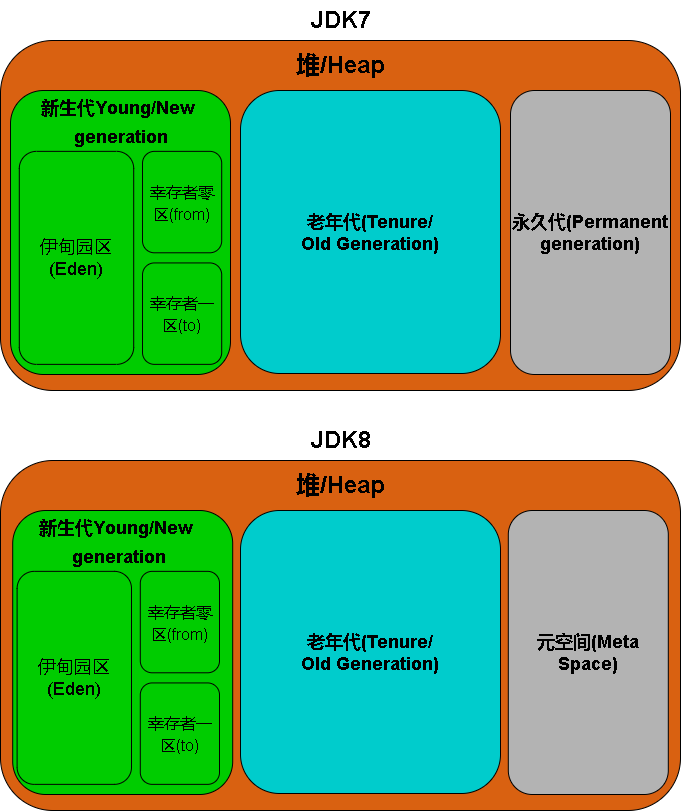 JDK7
堆/Heap
新生代Young/New
generation
伊甸园区
(Eden)
幸存者零
区(from)
幸存者一
区(to)
老年代(Tenure/
Old Generation)
永久代(Permanent
generation)
JDK8
堆/Heap
新生代Young/New
generation
伊甸园区
(Eden)
幸存者零
区(from)
幸存者一
区(to)
老年代(Tenure/
Old Generation)
元空间(Meta
Space)